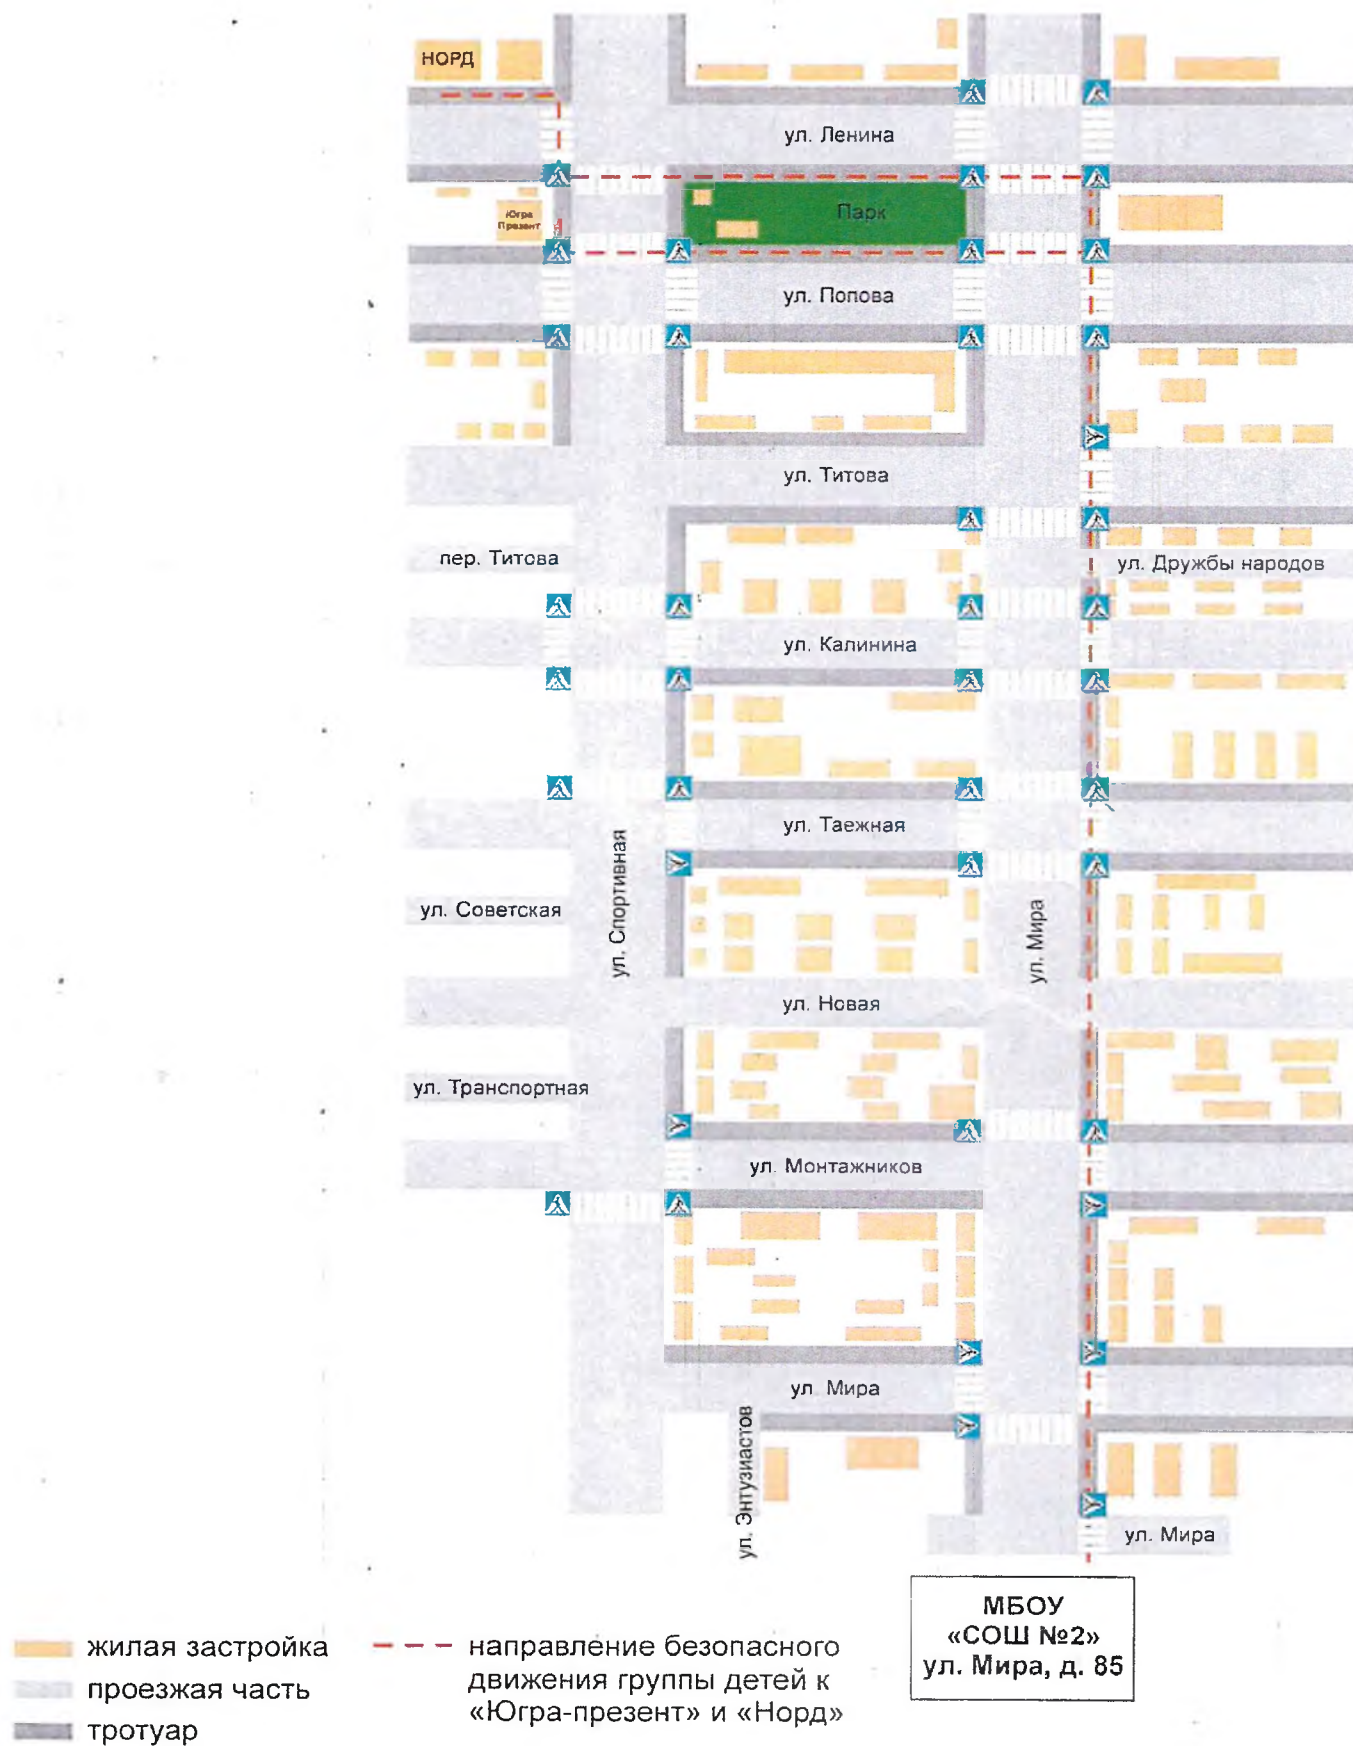 НОРД
ул. Ленина
Югра
Презент
Парк
ул. Попова
ул. Титова
пер. Титова
ул. Дружбы народов
ул. Калинина
ул. Таежная
ул. Спортивная
ул. Советская
ул. Мира
ул. Новая
ул. Транспортная
ул. Монтажников
ул. Мира
ул. Энтузиастов
ул. Мира
МБОУ
«СОШ №2»
ул. Мира, д. 85
жилая застройка
проезжая часть
тротуар
направление безопасного
движения группы детей к
«Югра-презент» и «Норд»